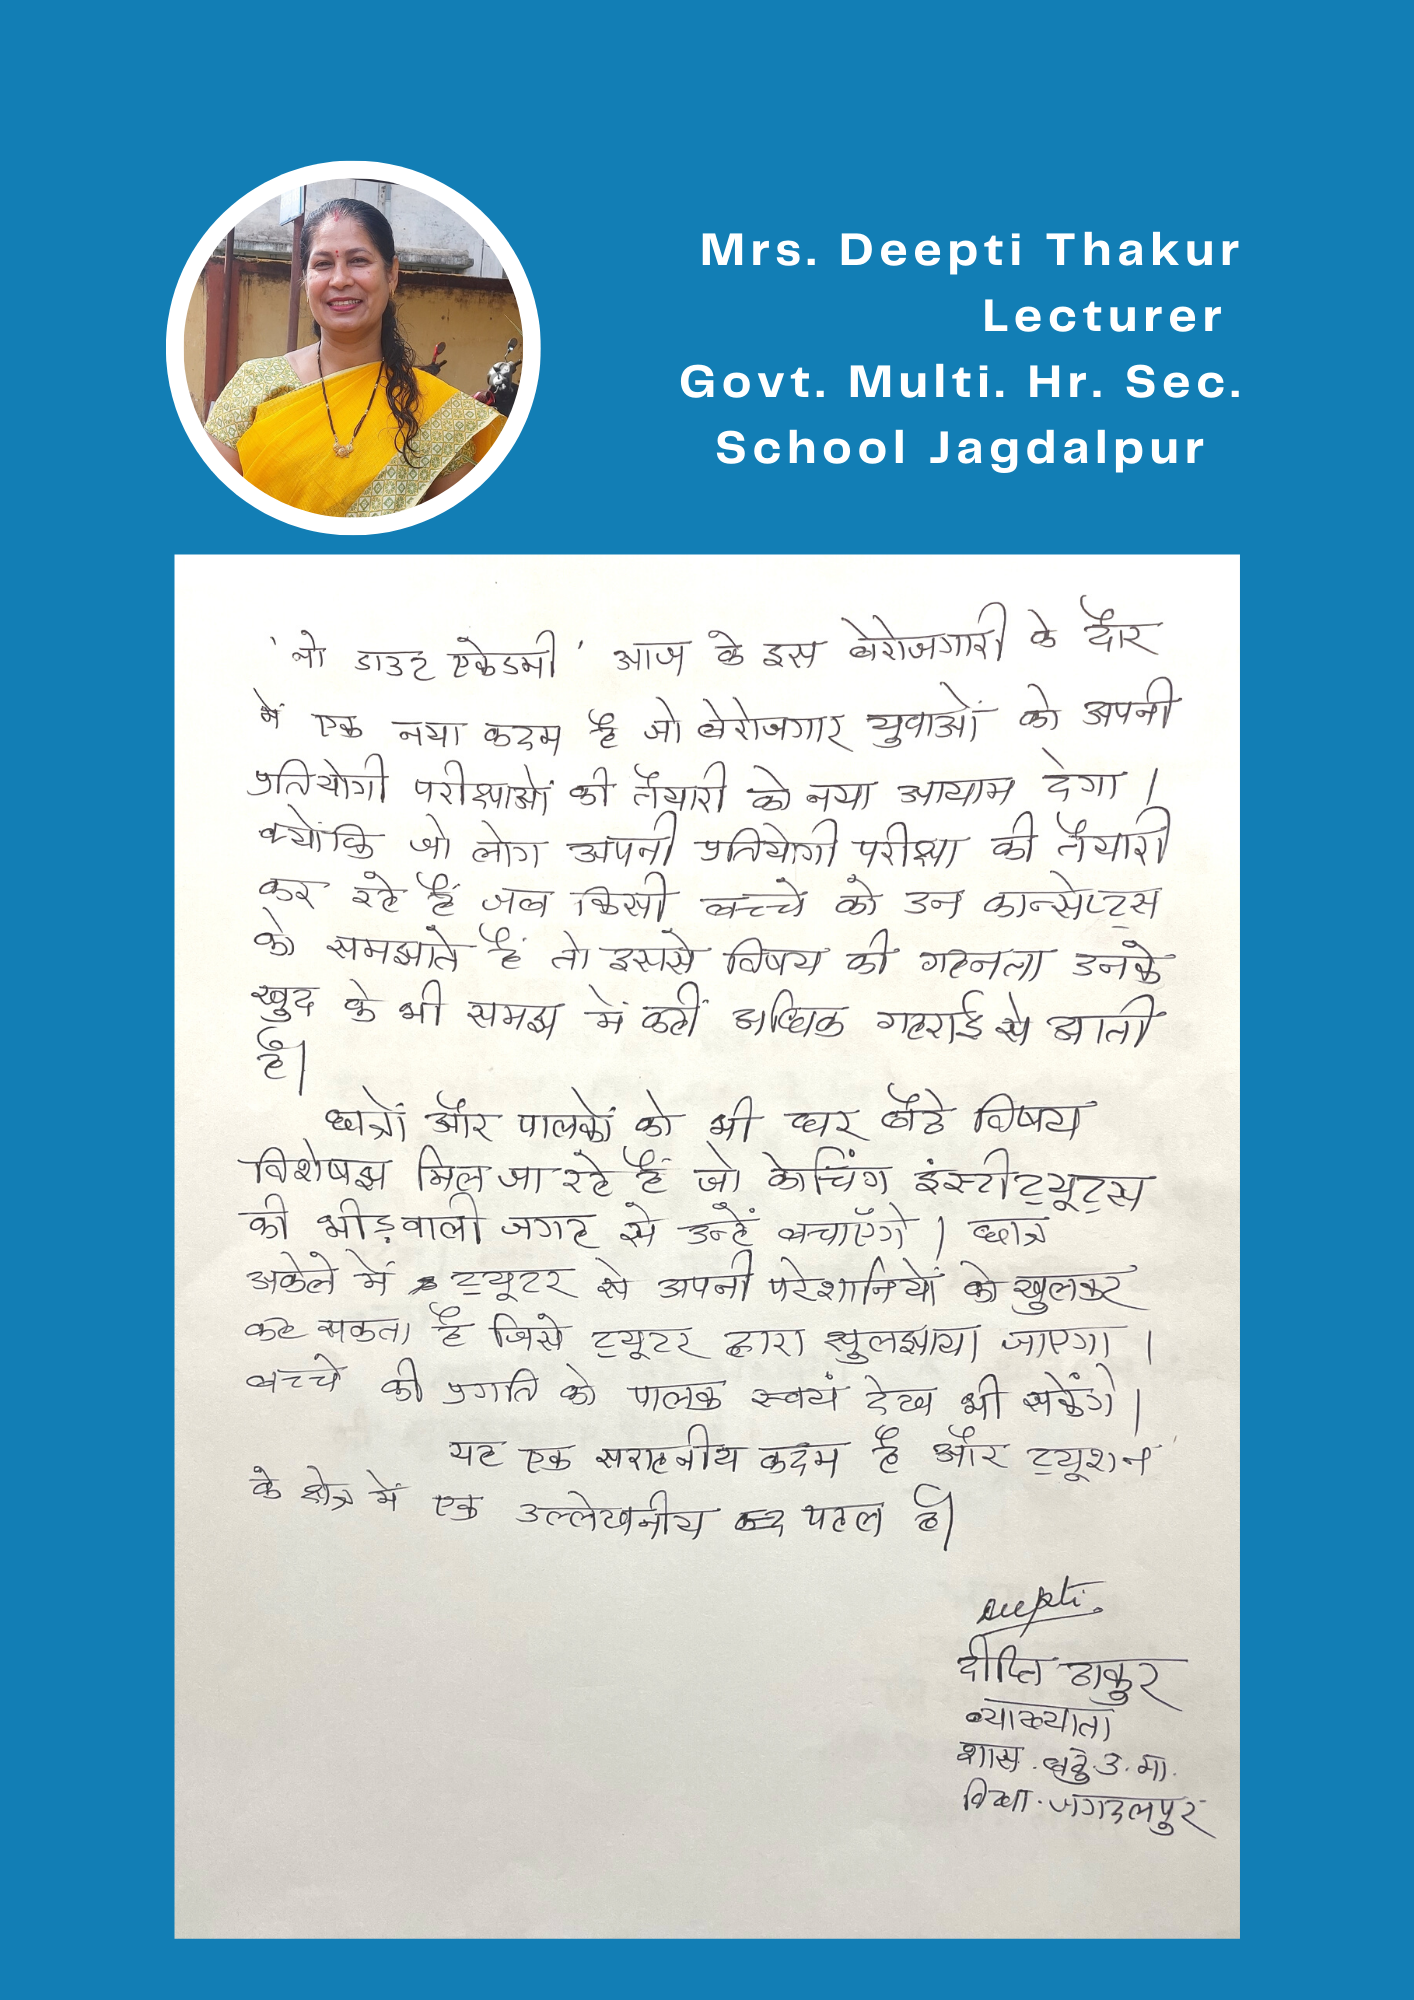 Mrs. Deepti Thakur
Lecturer
Govt. Multi. Hr. Sec.
School Jagdalpur
'नो डाउट एकेडमी' आज के इस बेरोजगारी के दौर
में एक नया कदम है जो बेरोजगार युवाओं को अपनी
प्रतियोगी परीक्षाओं की तैयारी को नया आयाम देगा।
क्योंकि जो लोग अपनी प्रतियोगी परीक्षा की तैयारी
कर रहे हैं जब किसी बच्चे को उन कान्सेप्ट्स
को समझाते हैं तो इससे विषय की गहनता उनके
खुद के भी समझ में कहीं अधिक गहराई से आती
है।
छात्रों और पालकों को भी घर बैठे विषय
विशेषज्ञ मिल जा रहे हैं जो कोचिंग इंस्टीट्यूट्स
की भीड़वाली जगह से उन्हें बचाएँगे। छात्र
अकेले में ट्यूटर से अपनी परेशानियों को खुलकर
कह सकता है जिसे ट्यूटर द्वारा सुलझाया जाएगा।
बच्चे की प्रगति को पालक स्वयं देख भी सकेंगे।
यह एक सराहनीय कदम है और ट्यूशन
के क्षेत्र में एक उल्लेखनीय पहल है।
Deepti.
दीप्ति ठाकुर
व्याख्याता
शास. बहु. उ. मा.
विद्या. जगदलपुर